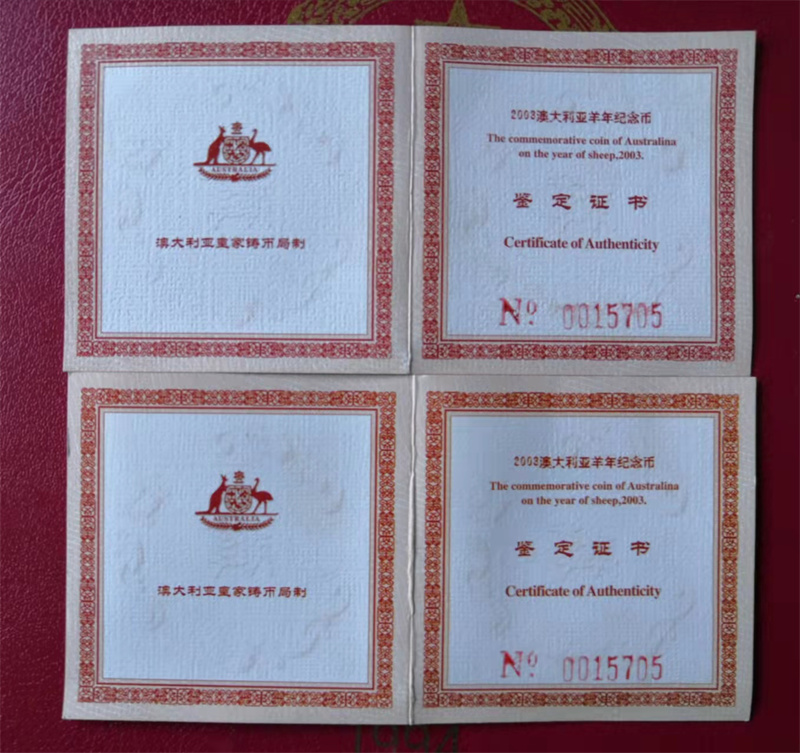 AUSTRALIA
澳大利亚皇家铸币局制
2003澳大利亚羊年纪念币
The commemorative coin of Australina
on the year of sheep,2003.
鉴定证书
Certificate of Authenticity
Nº 0015705
AUSTRALIA
澳大利亚皇家铸币局制
2003澳大利亚羊年纪念币
The commemorative coin of Australina
on the year of sheep,2003.
鉴定证书
Certificate of Authenticity
Nº 0015705